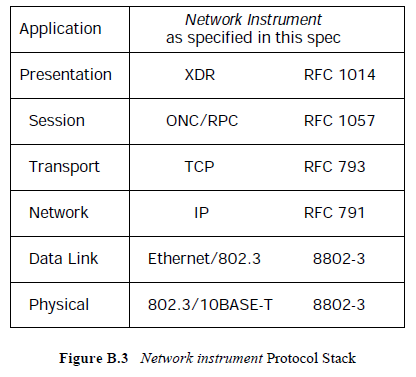 Application
Network Instrument
as specified in this spec
Presentation XDR RFC 1014
Session ONC/RPC RFC 1057
Transport TCP RFC 793
Network IP RFC 791
Data Link Ethernet/802.3 8802-3
Physical 802.3/10BASE-T 8802-3
Figure B.3 Network instrument Protocol Stack